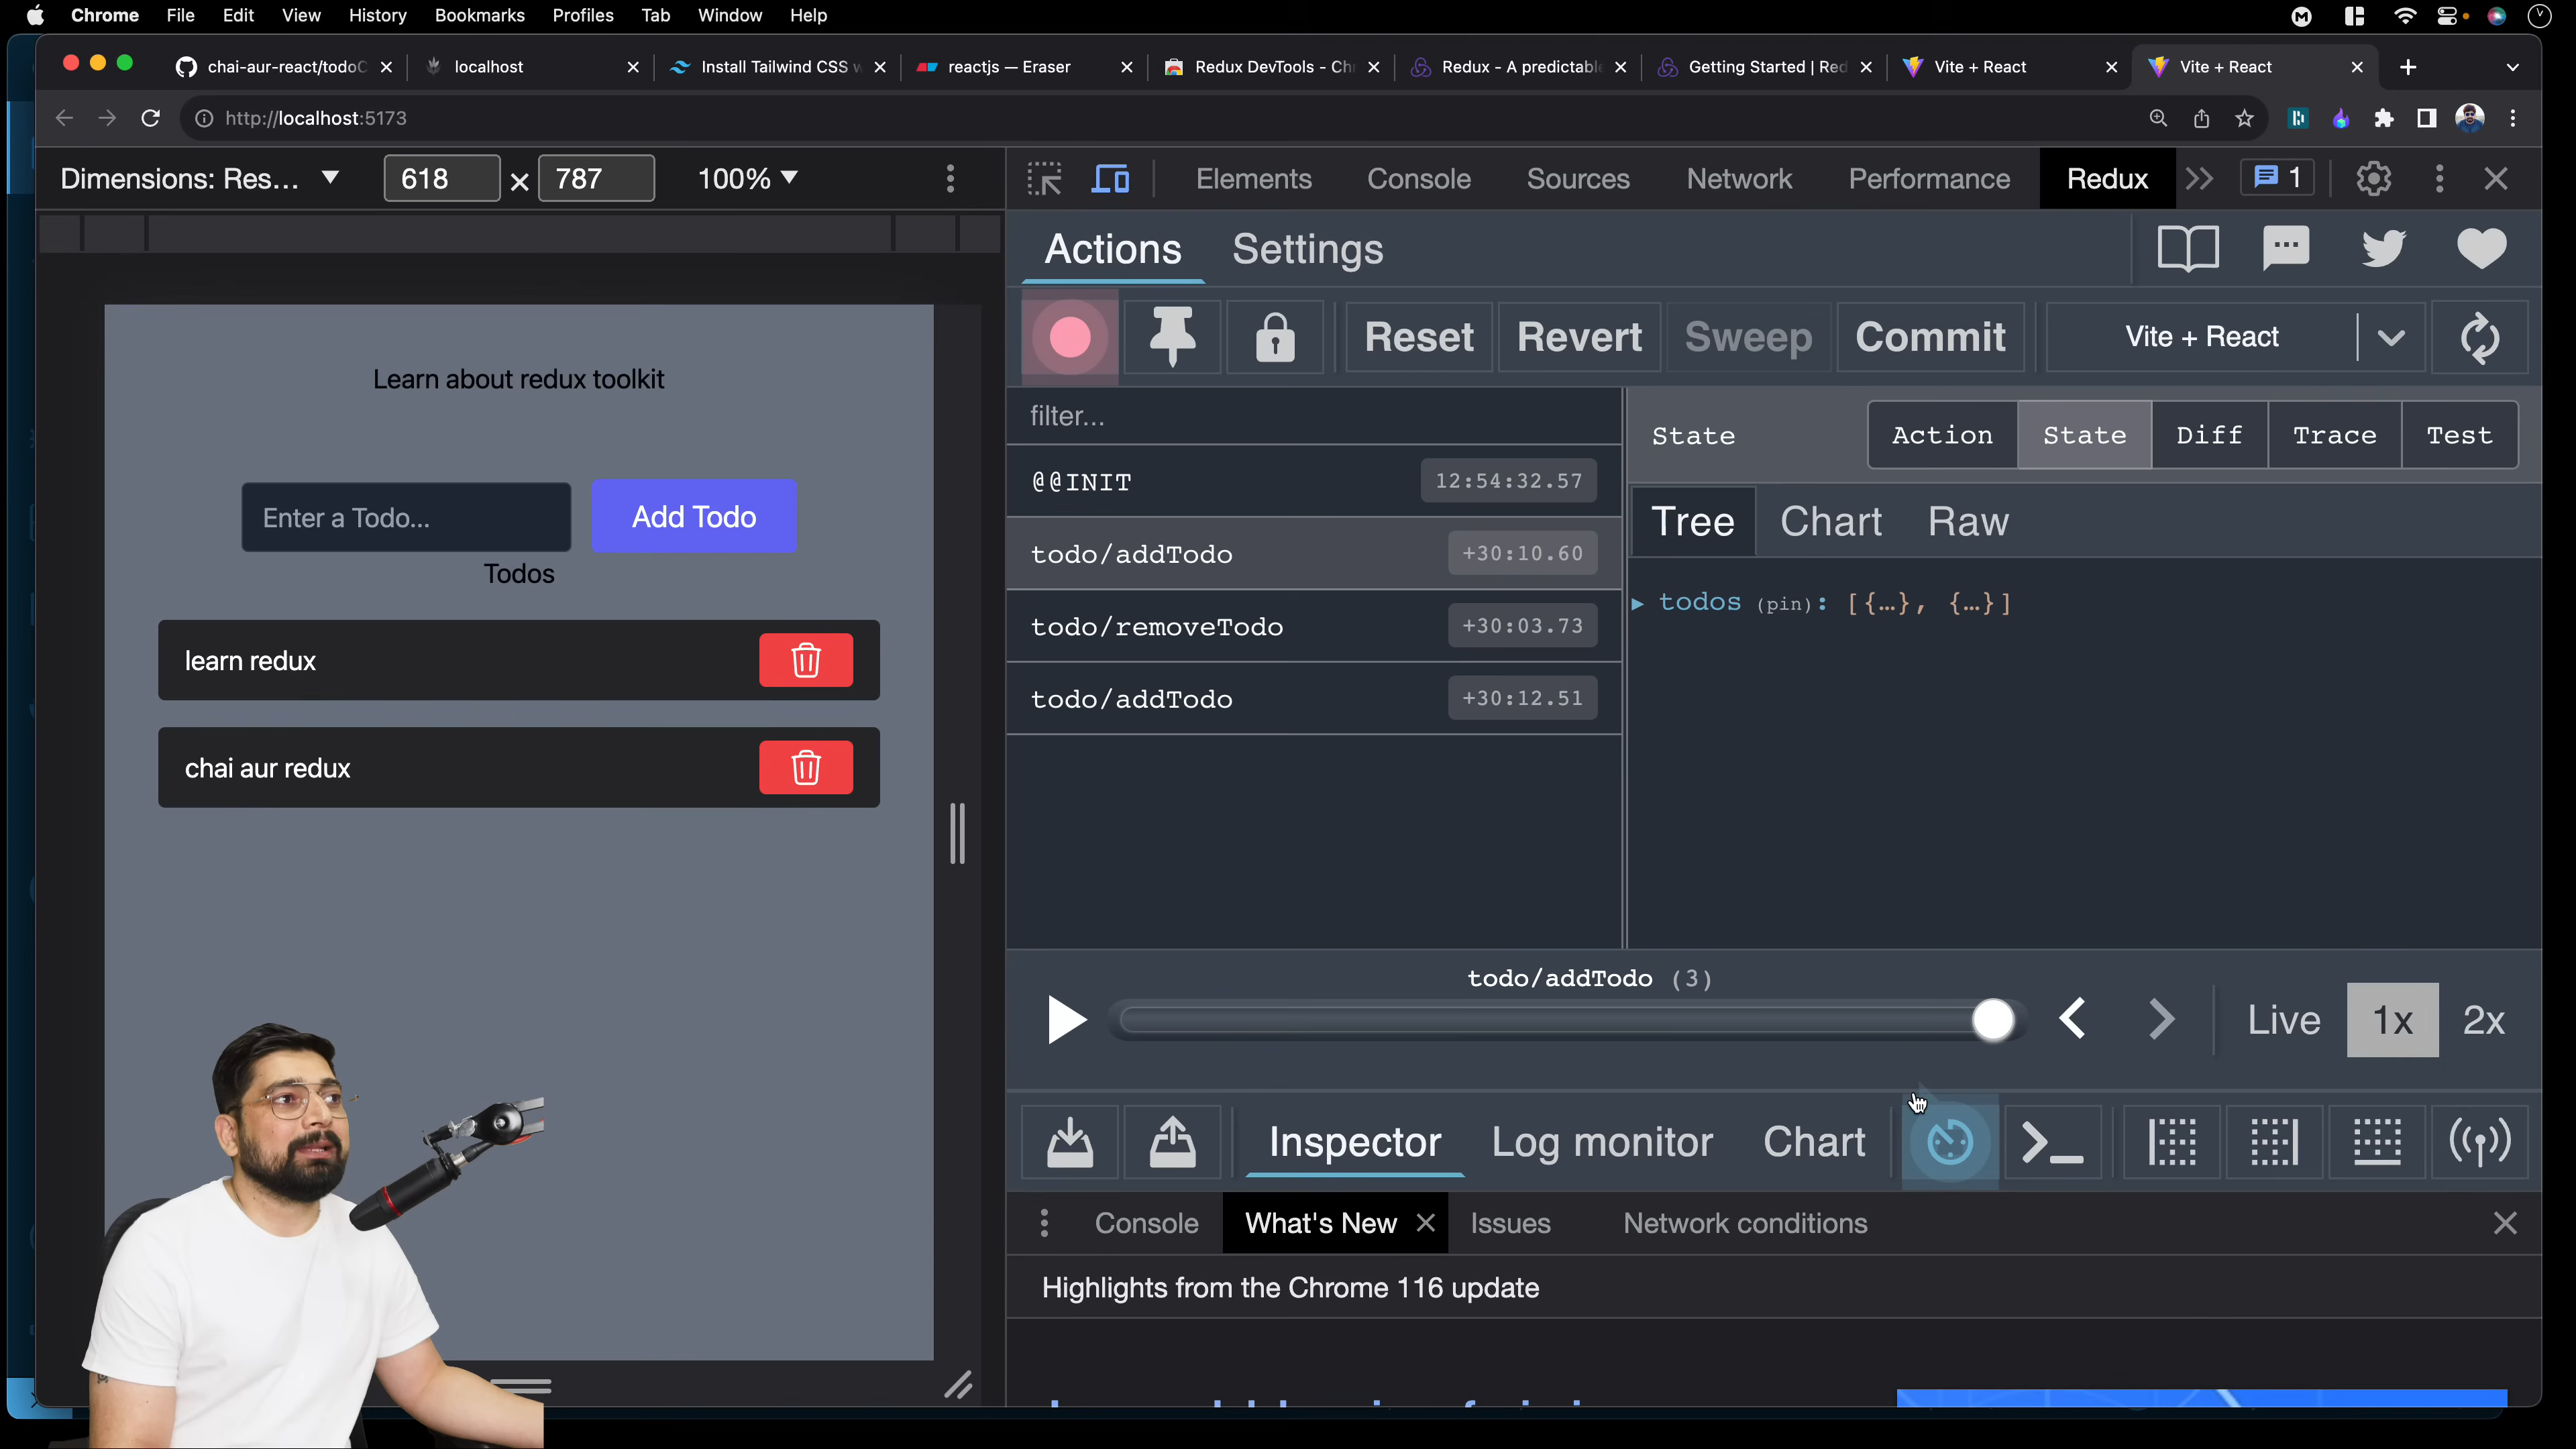 Chrome File Edit View History Bookmarks Profiles Tab Window Help
chai-aur-react/todoC localhost Install Tailwind CSS w reactjs — Eraser Redux DevTools - Ch Redux - A predictable Getting Started | Red Vite + React Vite + React
http://localhost:5173
Dimensions: Res... 618 × 787 100%
Elements Console Sources Network Performance Redux 1
Actions Settings
Reset Revert Sweep Commit Vite + React
filter...
@@INIT 12:54:32.57
todo/addTodo +30:10.60
todo/removeTodo +30:03.73
todo/addTodo +30:12.51
State Action State Diff Trace Test
Tree Chart Raw
todos (pin): [{…}, {…}]
todo/addTodo (3)
Live 1x 2x
Inspector Log monitor Chart
Console What's New Issues Network conditions
Highlights from the Chrome 116 update
Learn about redux toolkit
Enter a Todo... Add Todo
Todos
learn redux
chai aur redux